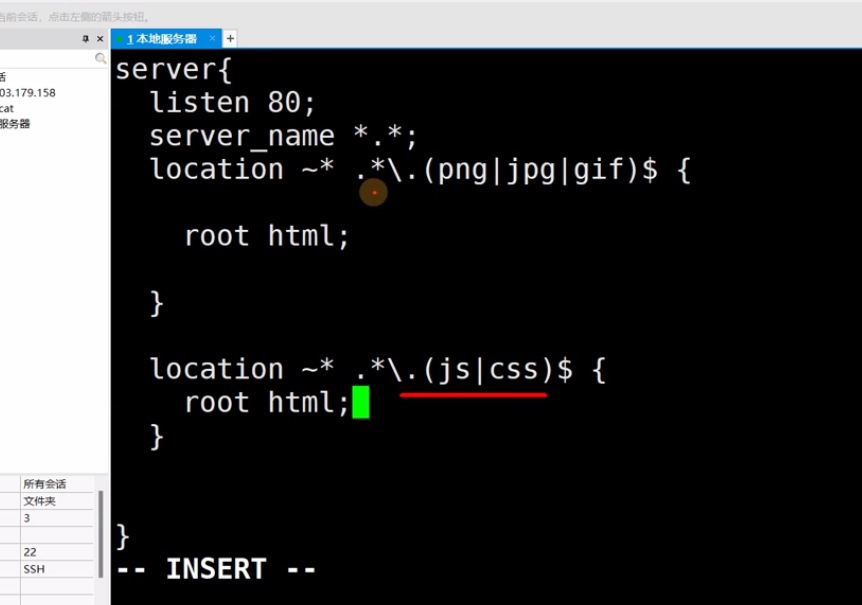 当前会话，点击左侧的箭头按钮。
1 本地服务器 × +
话
03.179.158
cat
服务器
server{
listen 80;
server_name *.*;
location ~* .*\.(png|jpg|gif)$ {
root html;
}
location ~* .*\.(js|css)$ {
root html;
}
}
-- INSERT --
所有会话
文件夹
3
22
SSH